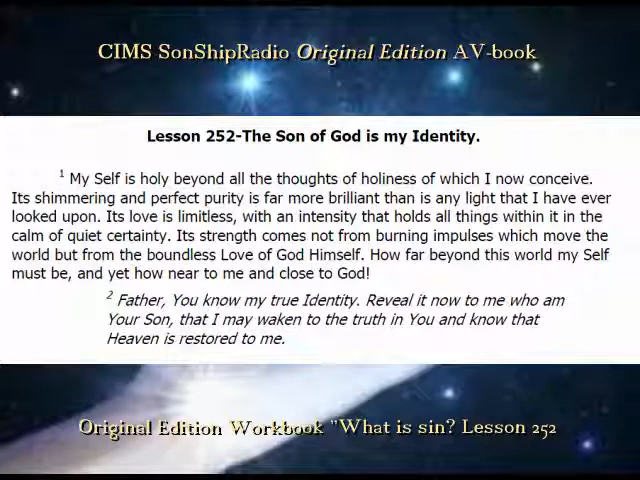 CIMS SonShipRadio Original Edition AV-book
Lesson 252-The Son of God is my Identity.
1 My Self is holy beyond all the thoughts of holiness of which I now conceive.
Its shimmering and perfect purity is far more brilliant than is any light that I have ever
looked upon. Its love is limitless, with an intensity that holds all things within it in the
calm of quiet certainty. Its strength comes not from burning impulses which move the
world but from the boundless Love of God Himself. How far beyond this world my Self
must be, and yet how near to me and close to God!
2 Father, You know my true Identity. Reveal it now to me who am
Your Son, that I may waken to the truth in You and know that
Heaven is restored to me.
Original Edition Workbook "What is sin? Lesson 252